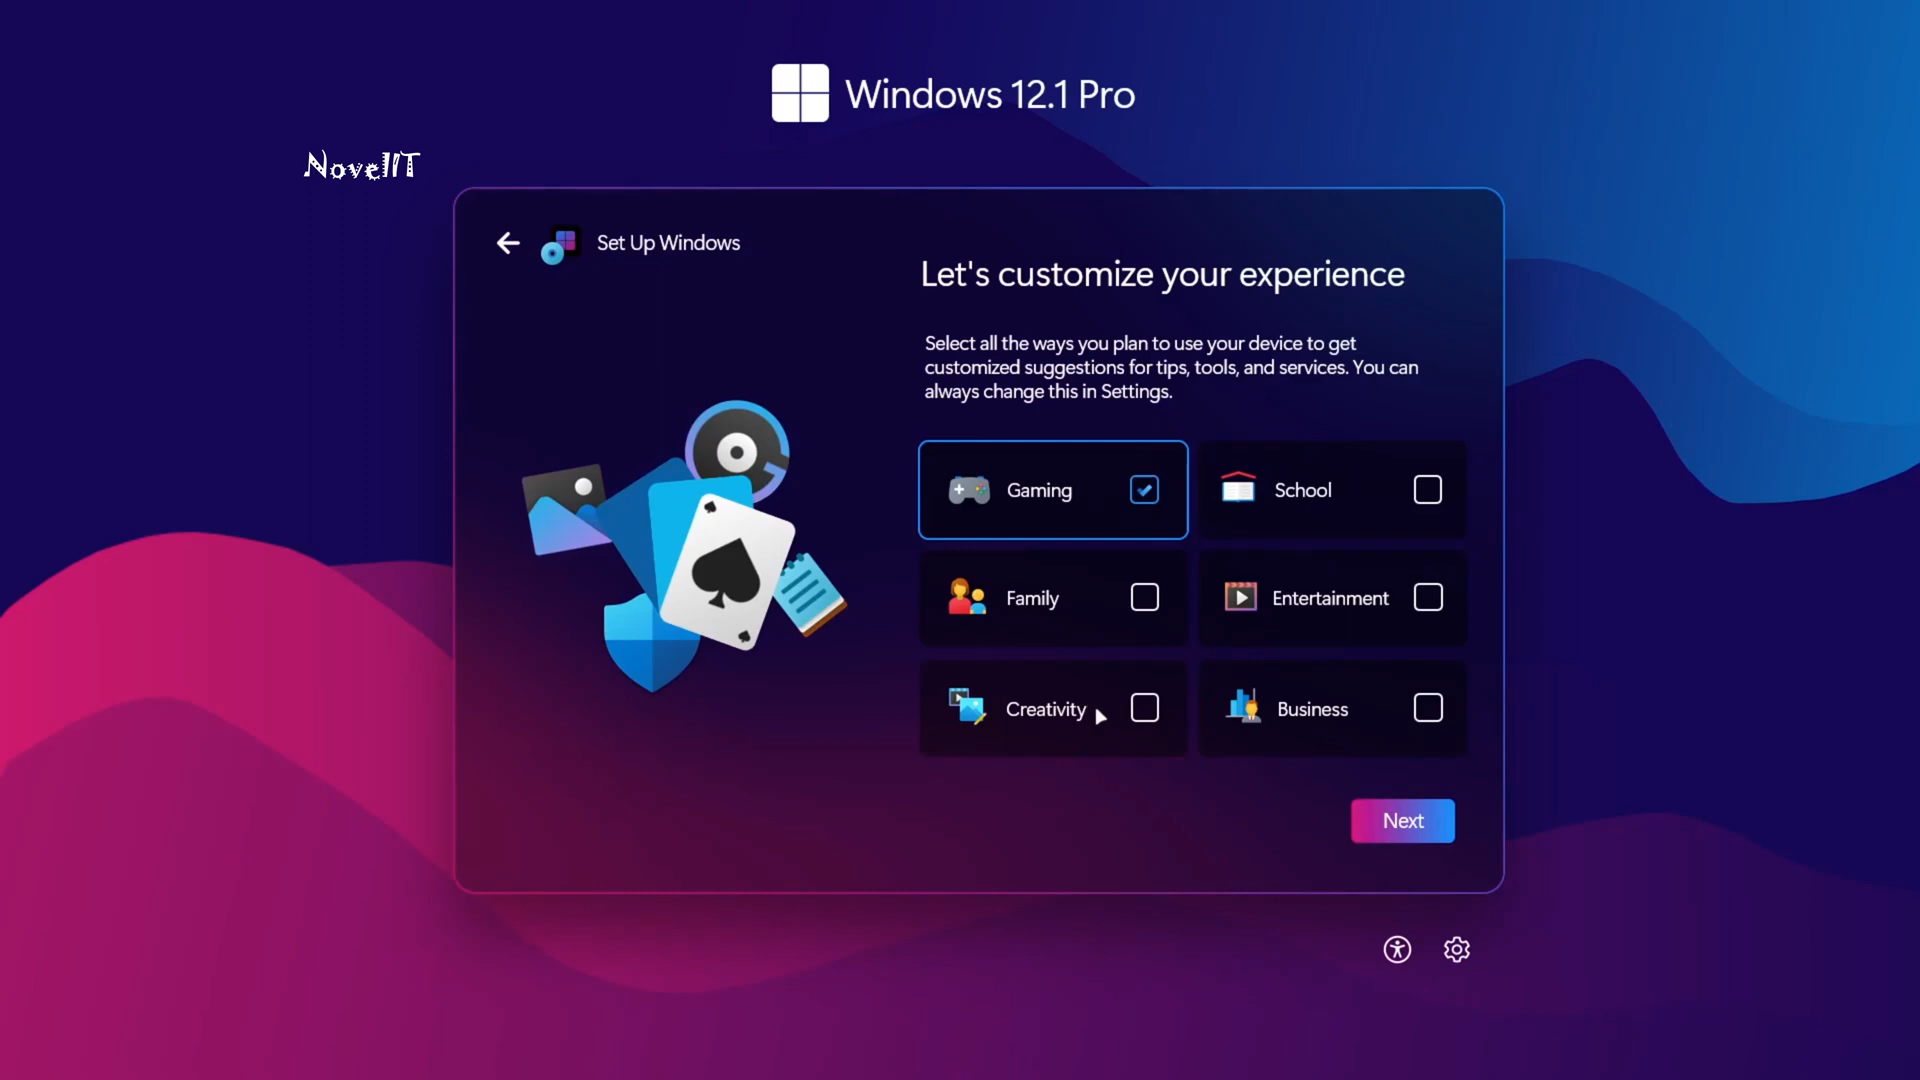 Windows 12.1 Pro
NovelIT
Set Up Windows
Let's customize your experience
Select all the ways you plan to use your device to get
customized suggestions for tips, tools, and services. You can
always change this in Settings.
Gaming
School
Family
Entertainment
Creativity
Business
Next